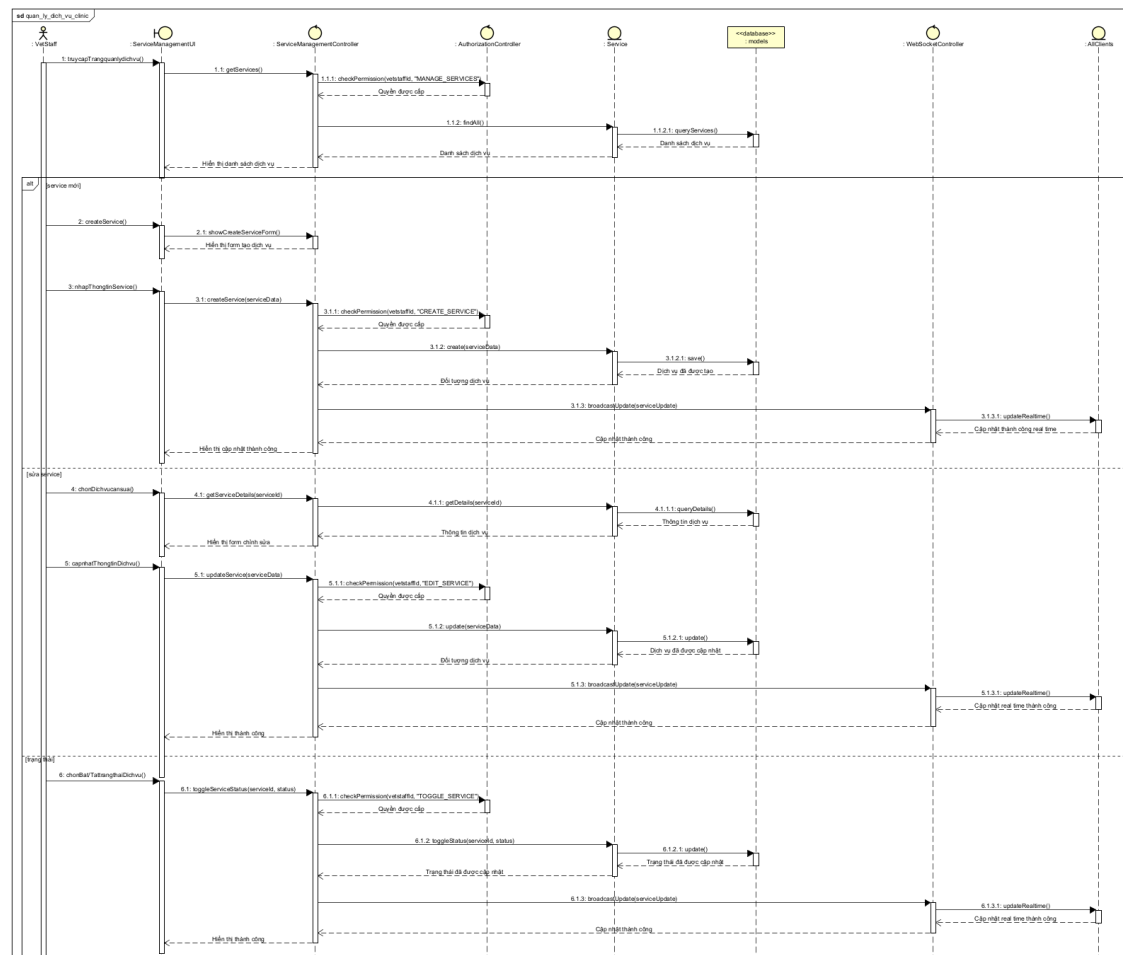 sd quan_ly_dich_vu_clinic
: VetStaff
: ServiceManagementUI
: ServiceManagementController
: AuthorizationController
: Service
<<database>>
: models
: WebSocketController
: AllClients
1: truycapTrangquanlydichvu()
1.1: getServices()
1.1.1: checkPermission(vetstaffId, "MANAGE_SERVICES")
Quyền được cấp
1.1.2: findAll()
1.1.2.1: queryServices()
Danh sách dịch vụ
Danh sách dịch vụ
Hiển thị danh sách dịch vụ
alt
[service mới]
2: createService()
2.1: showCreateServiceForm()
Hiển thị form tạo dịch vụ
3: nhapThongtinService()
3.1: createService(serviceData)
3.1.1: checkPermission(vetstaffId, "CREATE_SERVICE")
Quyền được cấp
3.1.2: create(serviceData)
3.1.2.1: save()
Dịch vụ đã được tạo
Đối tượng dịch vụ
3.1.3: broadcastUpdate(serviceUpdate)
3.1.3.1: updateRealtime()
Cập nhật thành công real time
Cập nhật thành công
Hiển thị cập nhật thành công
[sửa service]
4: chonDichvucansua()
4.1: getServiceDetails(serviceId)
4.1.1: getDetails(serviceId)
4.1.1.1: queryDetails()
Thông tin dịch vụ
Thông tin dịch vụ
Hiển thị form chỉnh sửa
5: capnhatThongtinDichvu()
5.1: updateService(serviceData)
5.1.1: checkPermission(vetstaffId, "EDIT_SERVICE")
Quyền được cấp
5.1.2: update(serviceData)
5.1.2.1: update()
Dịch vụ đã được cập nhật
Đối tượng dịch vụ
5.1.3: broadcastUpdate(serviceUpdate)
5.1.3.1: updateRealtime()
Cập nhật real time thành công
Cập nhật thành công
Hiển thị thành công
[trạng thái]
6: chonBat/TattrangthaiDichvu()
6.1: toggleServiceStatus(serviceId, status)
6.1.1: checkPermission(vetstaffId, "TOGGLE_SERVICE")
Quyền được cấp
6.1.2: toggleStatus(serviceId, status)
6.1.2.1: update()
Trạng thái đã được cập nhật
Trạng thái đã được cập nhật
6.1.3: broadcastUpdate(serviceUpdate)
6.1.3.1: updateRealtime()
Cập nhật real time thành công
Cập nhật thành công
Hiển thị thành công